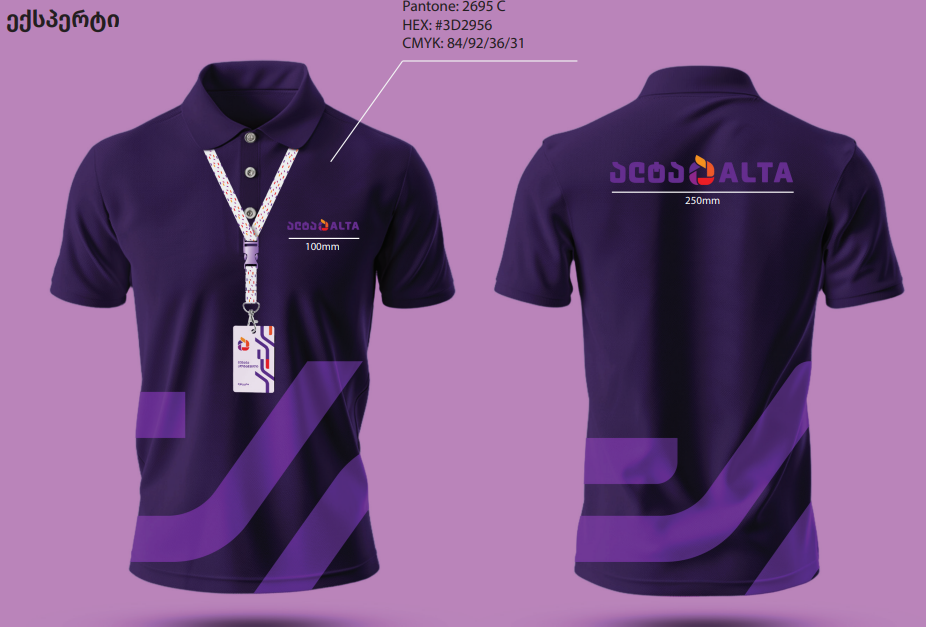 ექსპერტი
Pantone: 2695 C
HEX: #3D2956
CMYK: 84/92/36/31
ალტა ALTA
100mm
ალტა ALTA
250mm